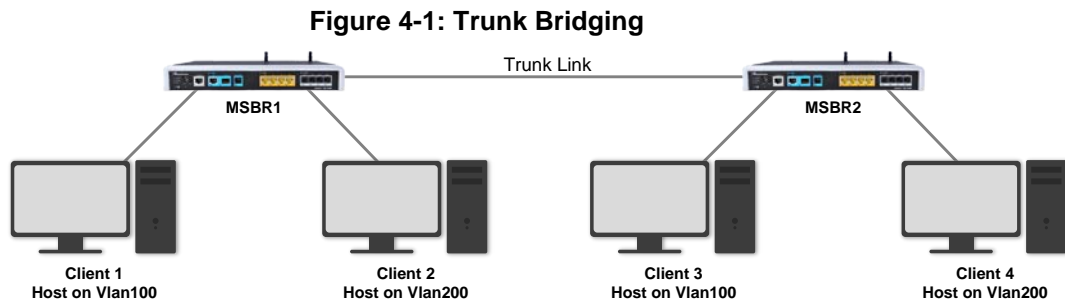 Figure 4-1: Trunk Bridging
Trunk Link
MSBR1
MSBR2
Client 1
Host on Vlan100
Client 2
Host on Vlan200
Client 3
Host on Vlan100
Client 4
Host on Vlan200